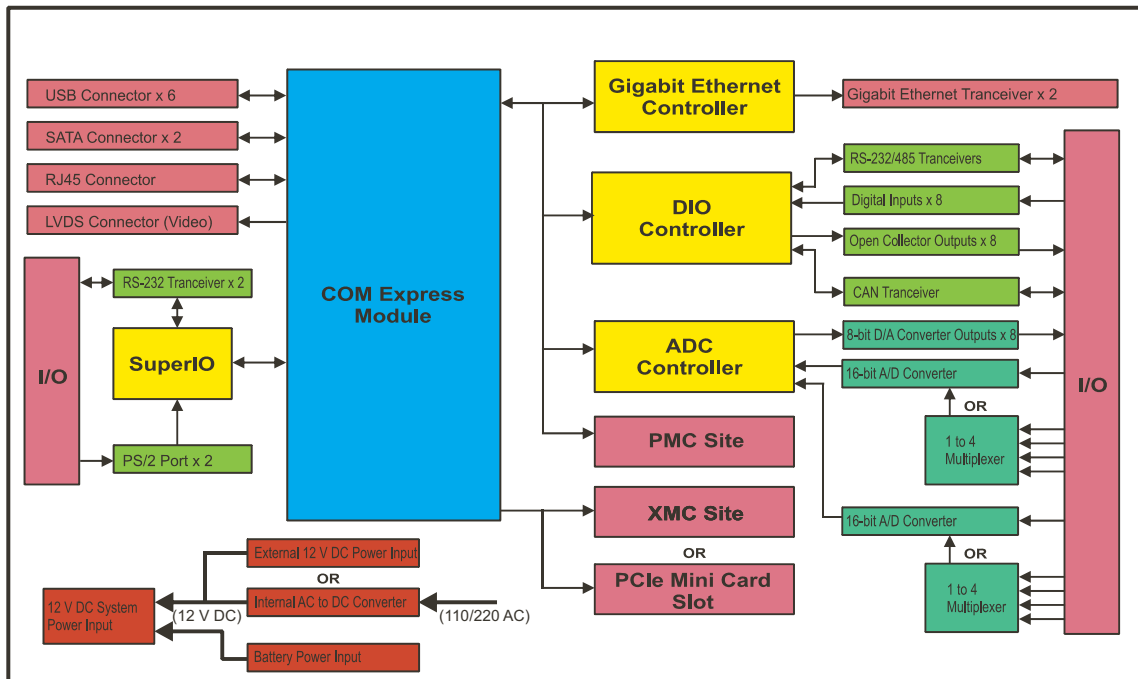 USB Connector x 6
SATA Connector x 2
RJ45 Connector
LVDS Connector (Video)
I/O
RS-232 Tranceiver x 2
SuperIO
PS/2 Port x 2
COM Express
Module
Gigabit Ethernet
Controller
Gigabit Ethernet Tranceiver x 2
DIO
Controller
RS-232/485 Tranceivers
Digital Inputs x 8
Open Collector Outputs x 8
CAN Tranceiver
ADC
Controller
8-bit D/A Converter Outputs x 8
16-bit A/D Converter
OR
1 to 4
Multiplexer
16-bit A/D Converter
OR
1 to 4
Multiplexer
I/O
PMC Site
XMC Site
OR
PCIe Mini Card
Slot
External 12 V DC Power Input
OR
Internal AC to DC Converter
(110/220 AC)
(12 V DC)
12 V DC System
Power Input
Battery Power Input